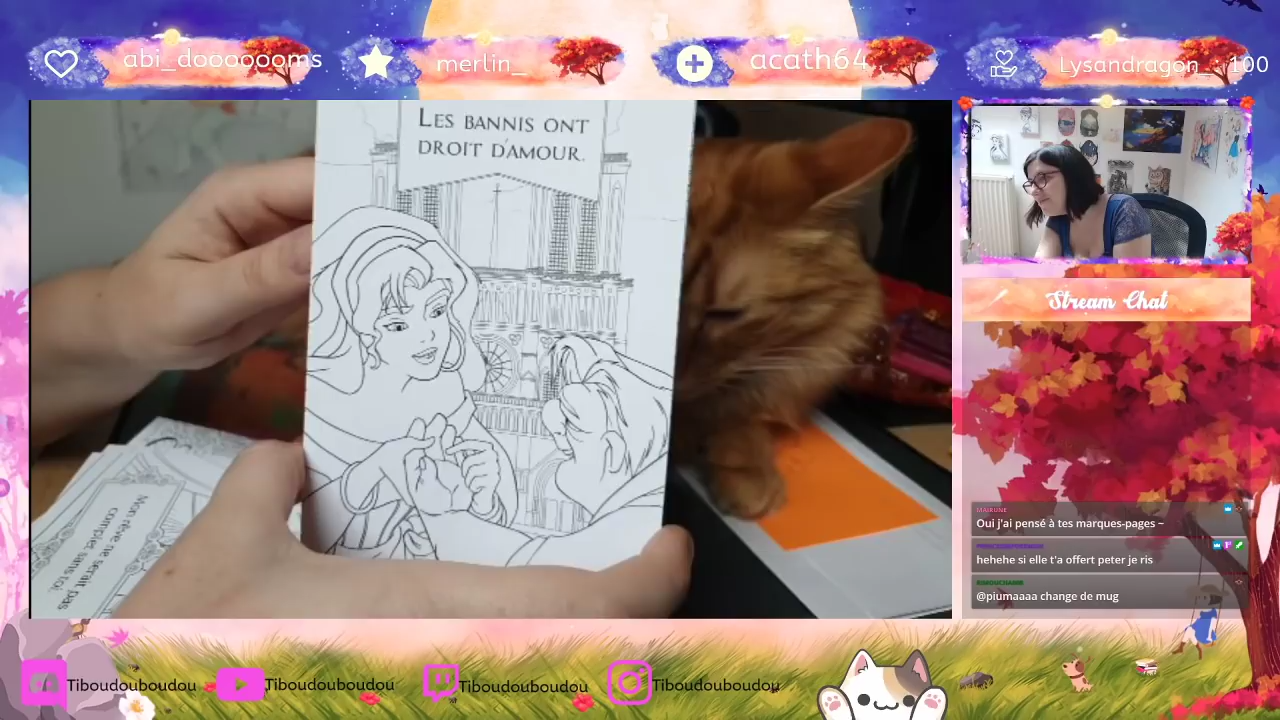 abi_dooooooms
merlin_
acath64
Lysandragon_ : 100
LES BANNIS ONT
DROIT D'AMOUR.
Mon rêve ne serait pas
complet sans toi.
Stream Chat
MAIRUNE
Oui j'ai pensé à tes marques-pages ~
hehehe si elle t'a offert peter je ris
@piumaaaa change de mug
Tiboudouboudou
Tiboudouboudou
Tiboudouboudou
Tiboudouboudou